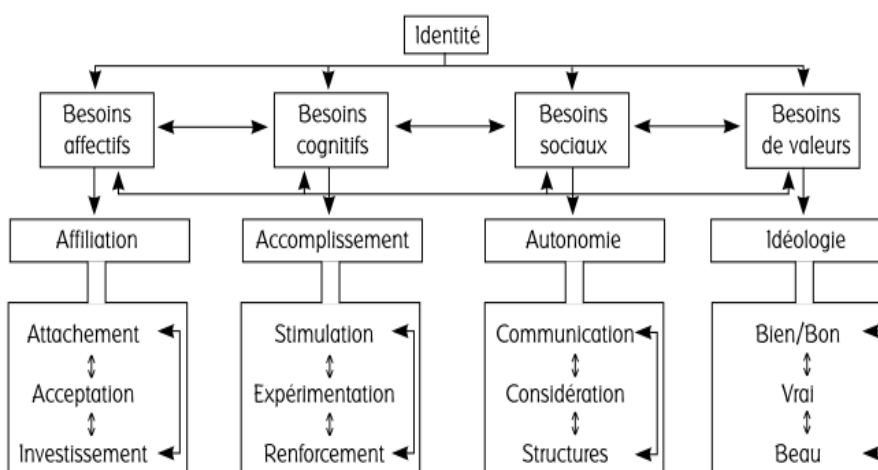 Identité
Besoins affectifs
Besoins cognitifs
Besoins sociaux
Besoins de valeurs
Affiliation
Accomplissement
Autonomie
Idéologie
Attachement
Acceptation
Investissement
Stimulation
Expérimentation
Renforcement
Communication
Considération
Structures
Bien/Bon
Vrai
Beau